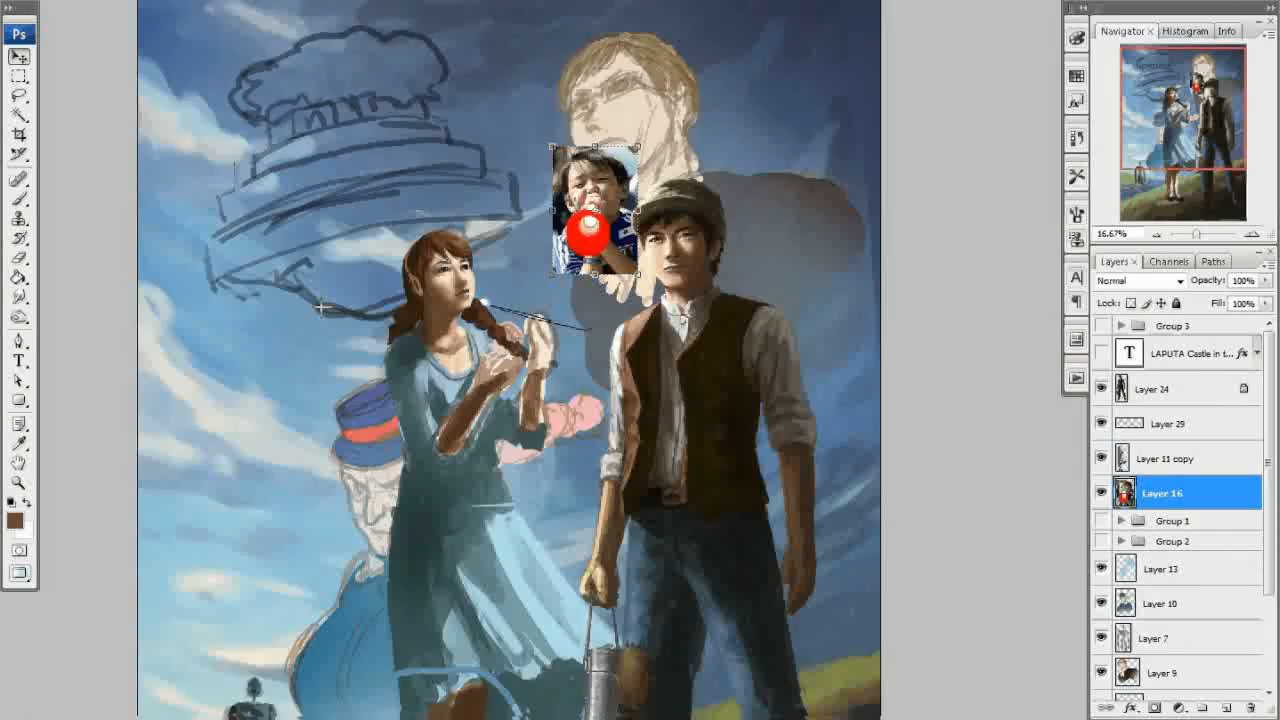 Ps
Navigator × Histogram Info
16.67%
Layers × Channels Paths
Normal Opacity: 100%
Lock: Fill: 100%
Group 3
T LAPUTA Castle in t... fx
Layer 24
Layer 29
Layer 11 copy
Layer 16
Group 1
Group 2
Layer 13
Layer 10
Layer 7
Layer 9